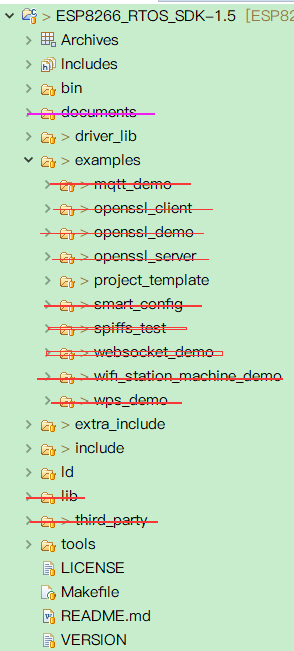 > ESP8266_RTOS_SDK-1.5 [ESP82
Archives
Includes
> bin
documents
> driver_lib
> examples
> mqtt_demo
> openssl_client
> openssl_demo
> openssl_server
> project_template
> smart_config
> spiffs_test
> websocket_demo
> wifi_station_machine_demo
> wps_demo
> extra_include
> include
ld
lib
> third_party
tools
LICENSE
Makefile
README.md
VERSION